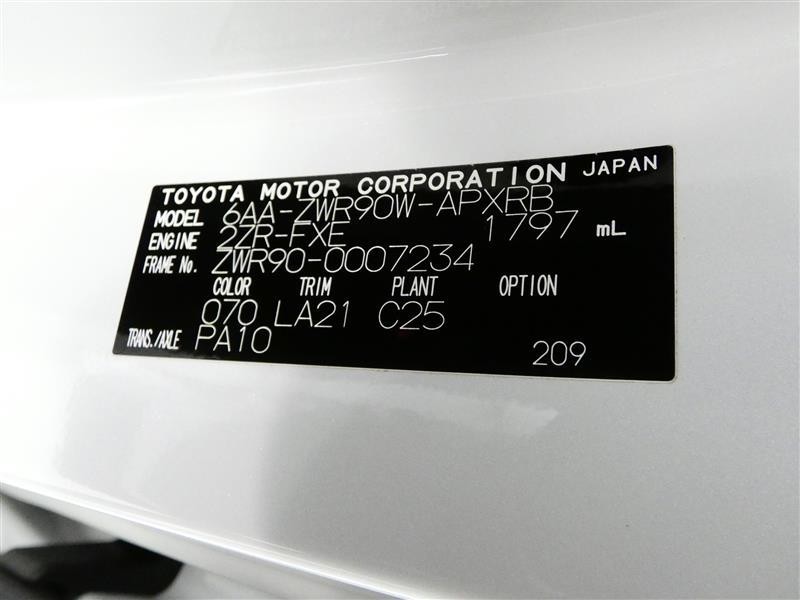 TOYOTA MOTOR CORPORATION JAPAN
MODEL 6AA-ZWR90W-APXRB
ENGINE 2ZR-FXE 1797 mL
FRAME No. ZWR90-0007234
COLOR TRIM PLANT OPTION
070 LA21 C25
TRANS./AXLE PA10
209